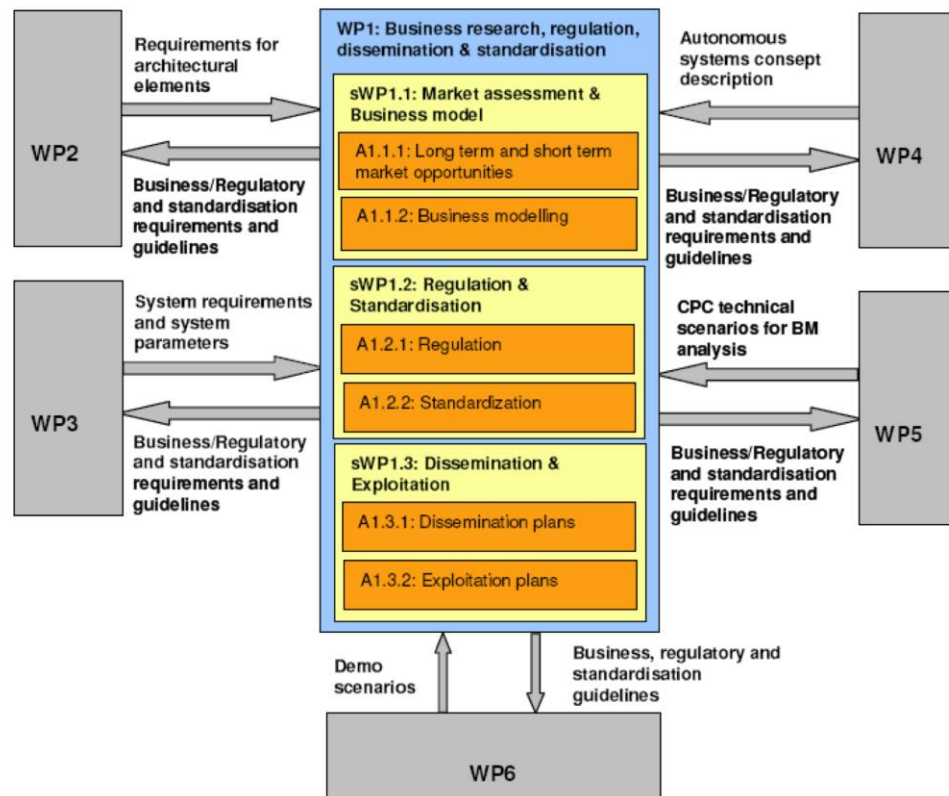 WP1: Business research, regulation,
dissemination & standardisation
Requirements for
architectural
elements
WP2
Business/Regulatory
and standardisation
requirements and
guidelines
System requirements
and system
parameters
WP3
Business/Regulatory
and standardisation
requirements and
guidelines
sWP1.1: Market assessment &
Business model
A1.1.1: Long term and short term
market opportunities
A1.1.2: Business modelling
sWP1.2: Regulation &
Standardisation
A1.2.1: Regulation
A1.2.2: Standardization
sWP1.3: Dissemination &
Exploitation
A1.3.1: Dissemination plans
A1.3.2: Exploitation plans
Autonomous
systems consept
description
WP4
Business/Regulatory
and standardisation
requirements and
guidelines
CPC technical
scenarios for BM
analysis
WP5
Business/Regulatory
and standardisation
requirements and
guidelines
Demo
scenarios
Business, regulatory and
standardisation
guidelines
WP6